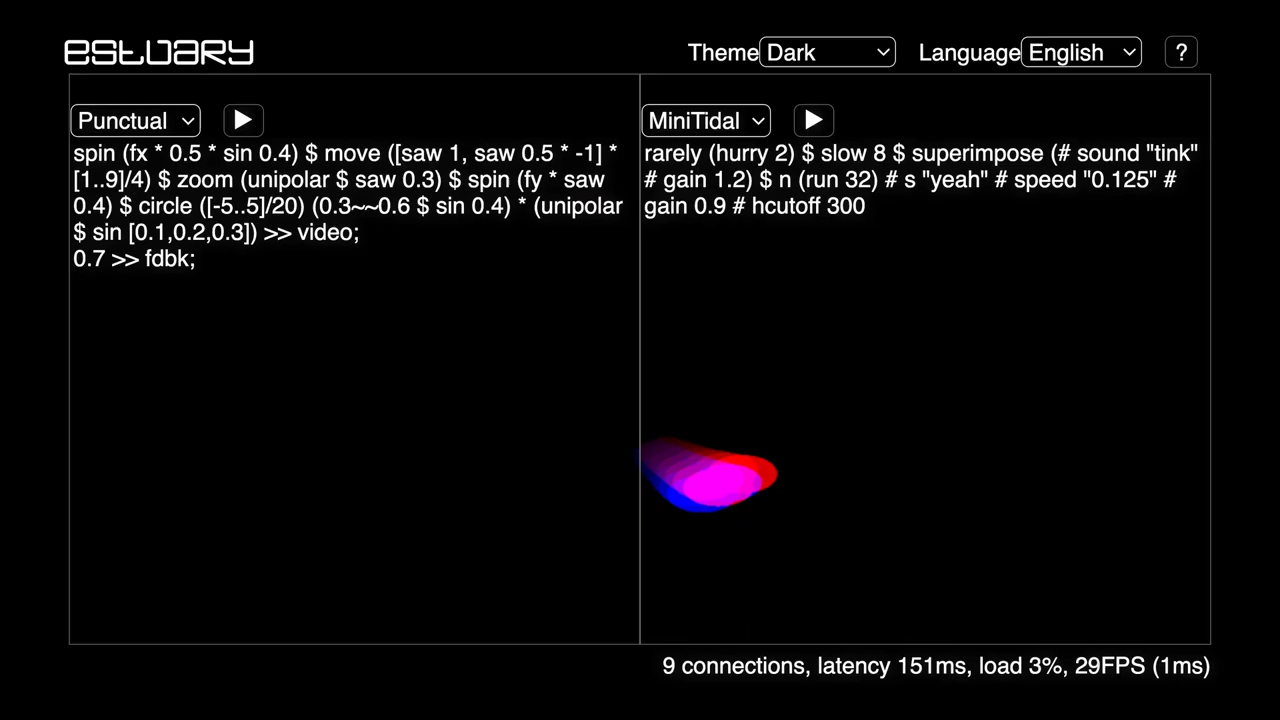 estuary
Theme Dark Language English ?
Punctual
spin (fx * 0.5 * sin 0.4) $ move ([saw 1, saw 0.5 * -1] *
[1..9]/4) $ zoom (unipolar $ saw 0.3) $ spin (fy * saw
0.4) $ circle ([-5..5]/20) (0.3~~0.6 $ sin 0.4) * (unipolar
$ sin [0.1,0.2,0.3]) >> video;
0.7 >> fdbk;
MiniTidal
rarely (hurry 2) $ slow 8 $ superimpose (# sound "tink"
# gain 1.2) $ n (run 32) # s "yeah" # speed "0.125" #
gain 0.9 # hcutoff 300
9 connections, latency 151ms, load 3%, 29FPS (1ms)